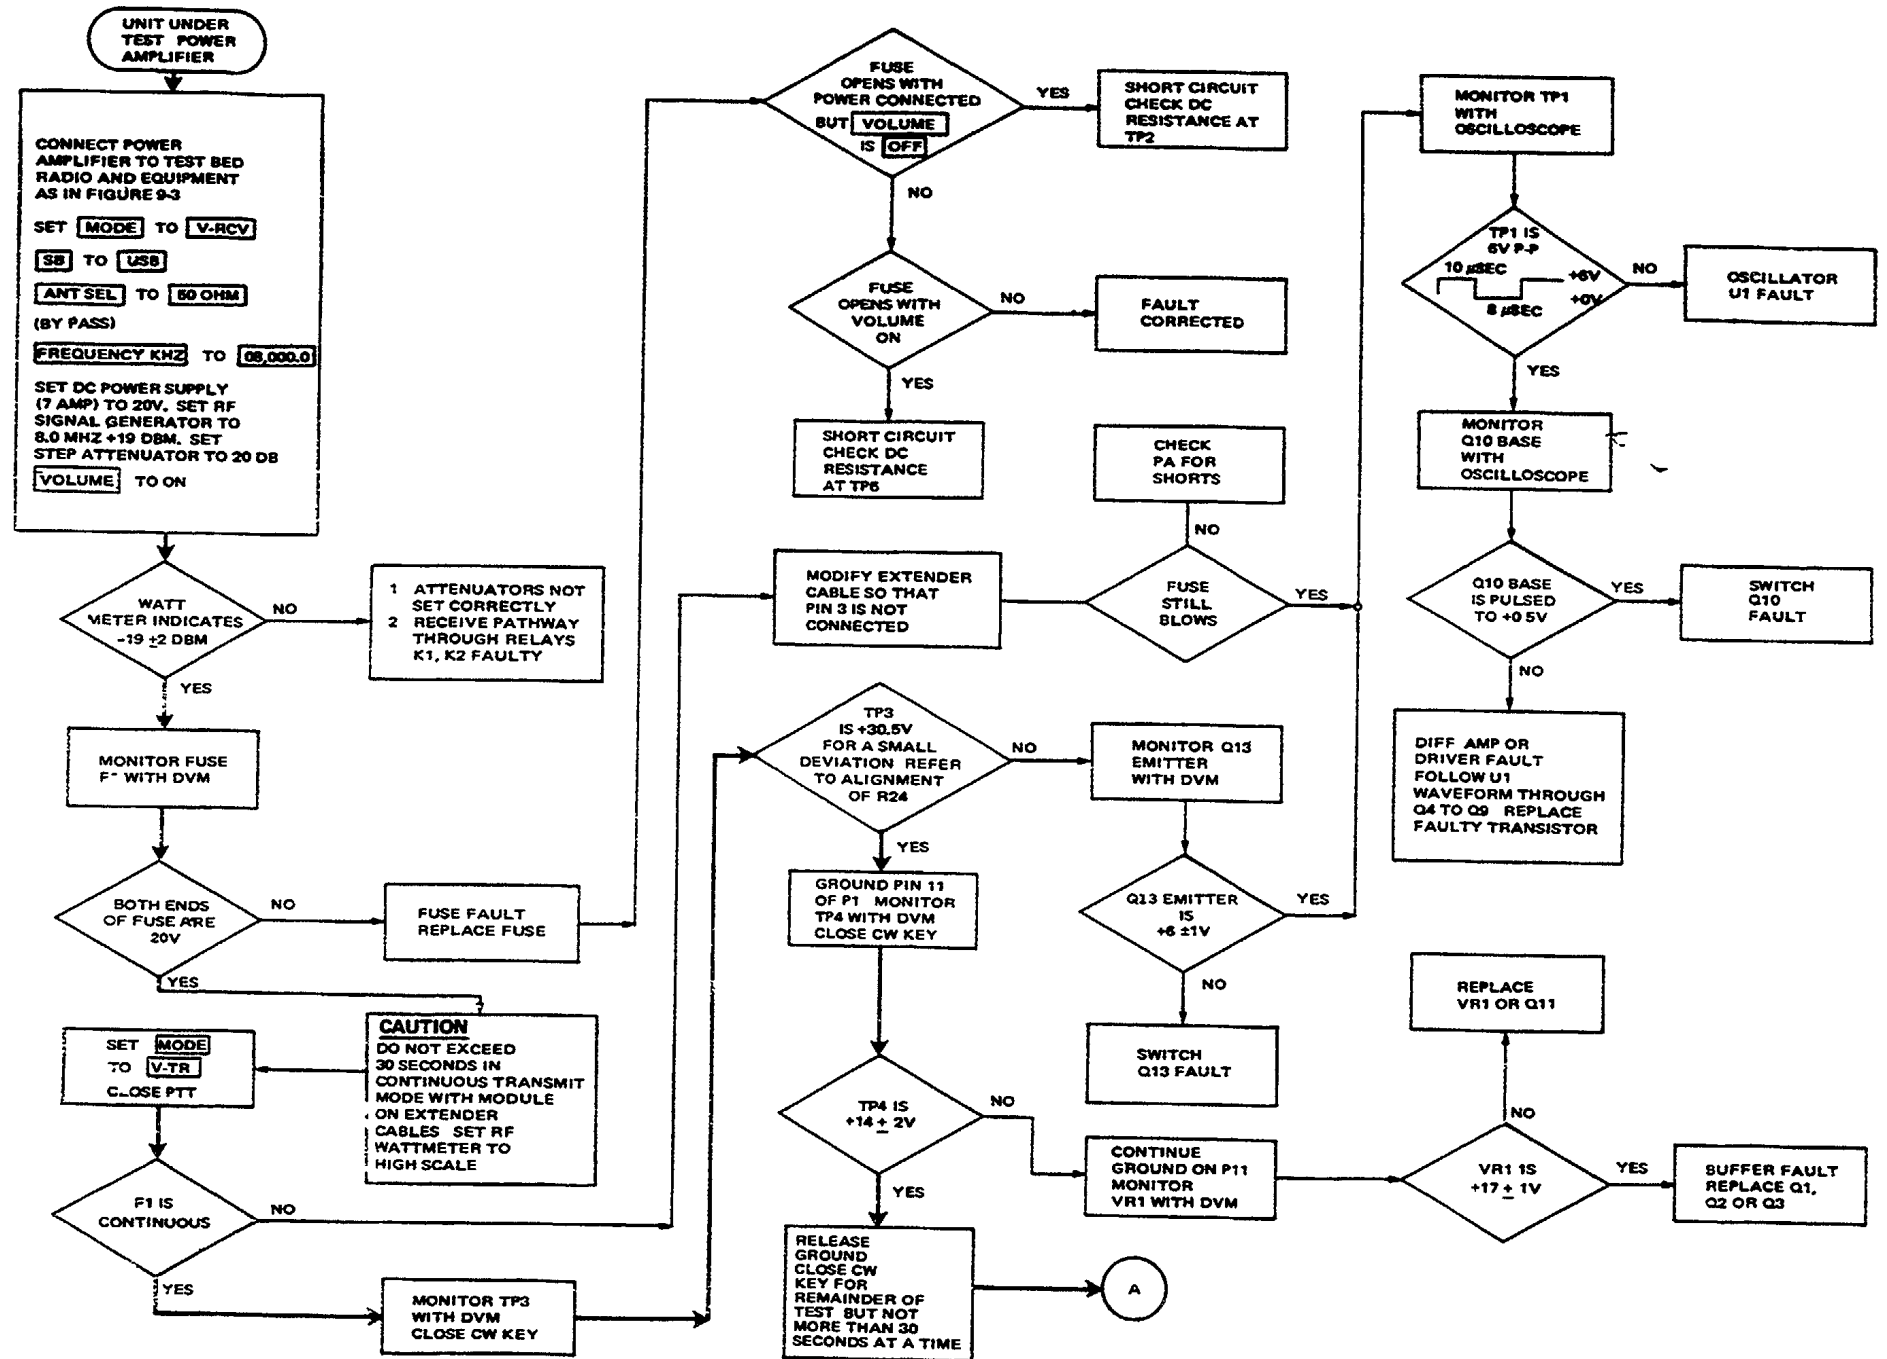 UNIT UNDER
TEST POWER
AMPLIFIER
CONNECT POWER
AMPLIFIER TO TEST BED
RADIO AND EQUIPMENT
AS IN FIGURE 9-3
SET MODE TO V-RCV
SB TO USB
ANT SEL TO 50 OHM
(BY PASS)
FREQUENCY KHZ TO 08,000.0
SET DC POWER SUPPLY
(7 AMP) TO 20V. SET RF
SIGNAL GENERATOR TO
8.0 MHZ +19 DBM. SET
STEP ATTENUATOR TO 20 DB
VOLUME TO ON
WATT
METER INDICATES
-19 ±2 DBM
NO
1 ATTENUATORS NOT
SET CORRECTLY
2 RECEIVE PATHWAY
THROUGH RELAYS
K1, K2 FAULTY
YES
MONITOR FUSE
WITH DVM
BOTH ENDS
OF FUSE ARE
20V
NO
FUSE FAULT
REPLACE FUSE
YES
CAUTION
DO NOT EXCEED
30 SECONDS IN
CONTINUOUS TRANSMIT
MODE WITH MODULE
ON EXTENDER
CABLES SET RF
WATTMETER TO
HIGH SCALE
SET MODE
TO V-TR
CLOSE PTT
F1 IS
CONTINUOUS
NO
YES
MONITOR TP3
WITH DVM
CLOSE CW KEY
FUSE
OPENS WITH
POWER CONNECTED
BUT VOLUME
IS OFF
YES
SHORT CIRCUIT
CHECK DC
RESISTANCE AT
TP2
NO
FUSE
OPENS WITH
VOLUME
ON
NO
FAULT
CORRECTED
YES
SHORT CIRCUIT
CHECK DC
RESISTANCE
AT TP6
CHECK
PA FOR
SHORTS
NO
MODIFY EXTENDER
CABLE SO THAT
PIN 3 IS NOT
CONNECTED
FUSE
STILL
BLOWS
YES
TP3
IS +30.5V
FOR A SMALL
DEVIATION REFER
TO ALIGNMENT
OF R24
NO
MONITOR Q13
EMITTER
WITH DVM
YES
GROUND PIN 11
OF P1 MONITOR
TP4 WITH DVM
CLOSE CW KEY
Q13 EMITTER
IS
+6 ±1V
YES
NO
SWITCH
Q13 FAULT
TP4 IS
+14 ± 2V
NO
CONTINUE
GROUND ON P11
MONITOR
VR1 WITH DVM
YES
RELEASE
GROUND
CLOSE CW
KEY FOR
REMAINDER OF
TEST BUT NOT
MORE THAN 30
SECONDS AT A TIME
A
MONITOR TP1
WITH
OSCILLOSCOPE
TP1 IS
6V P-P
10 µSEC
+6V
+0V
8 µSEC
NO
OSCILLATOR
U1 FAULT
YES
MONITOR
Q10 BASE
WITH
OSCILLOSCOPE
Q10 BASE
IS PULSED
TO +0 5V
YES
SWITCH
Q10
FAULT
NO
DIFF AMP OR
DRIVER FAULT
FOLLOW U1
WAVEFORM THROUGH
Q4 TO Q9 REPLACE
FAULTY TRANSISTOR
REPLACE
VR1 OR Q11
NO
VR1 IS
+17 ± 1V
YES
BUFFER FAULT
REPLACE Q1,
Q2 OR Q3